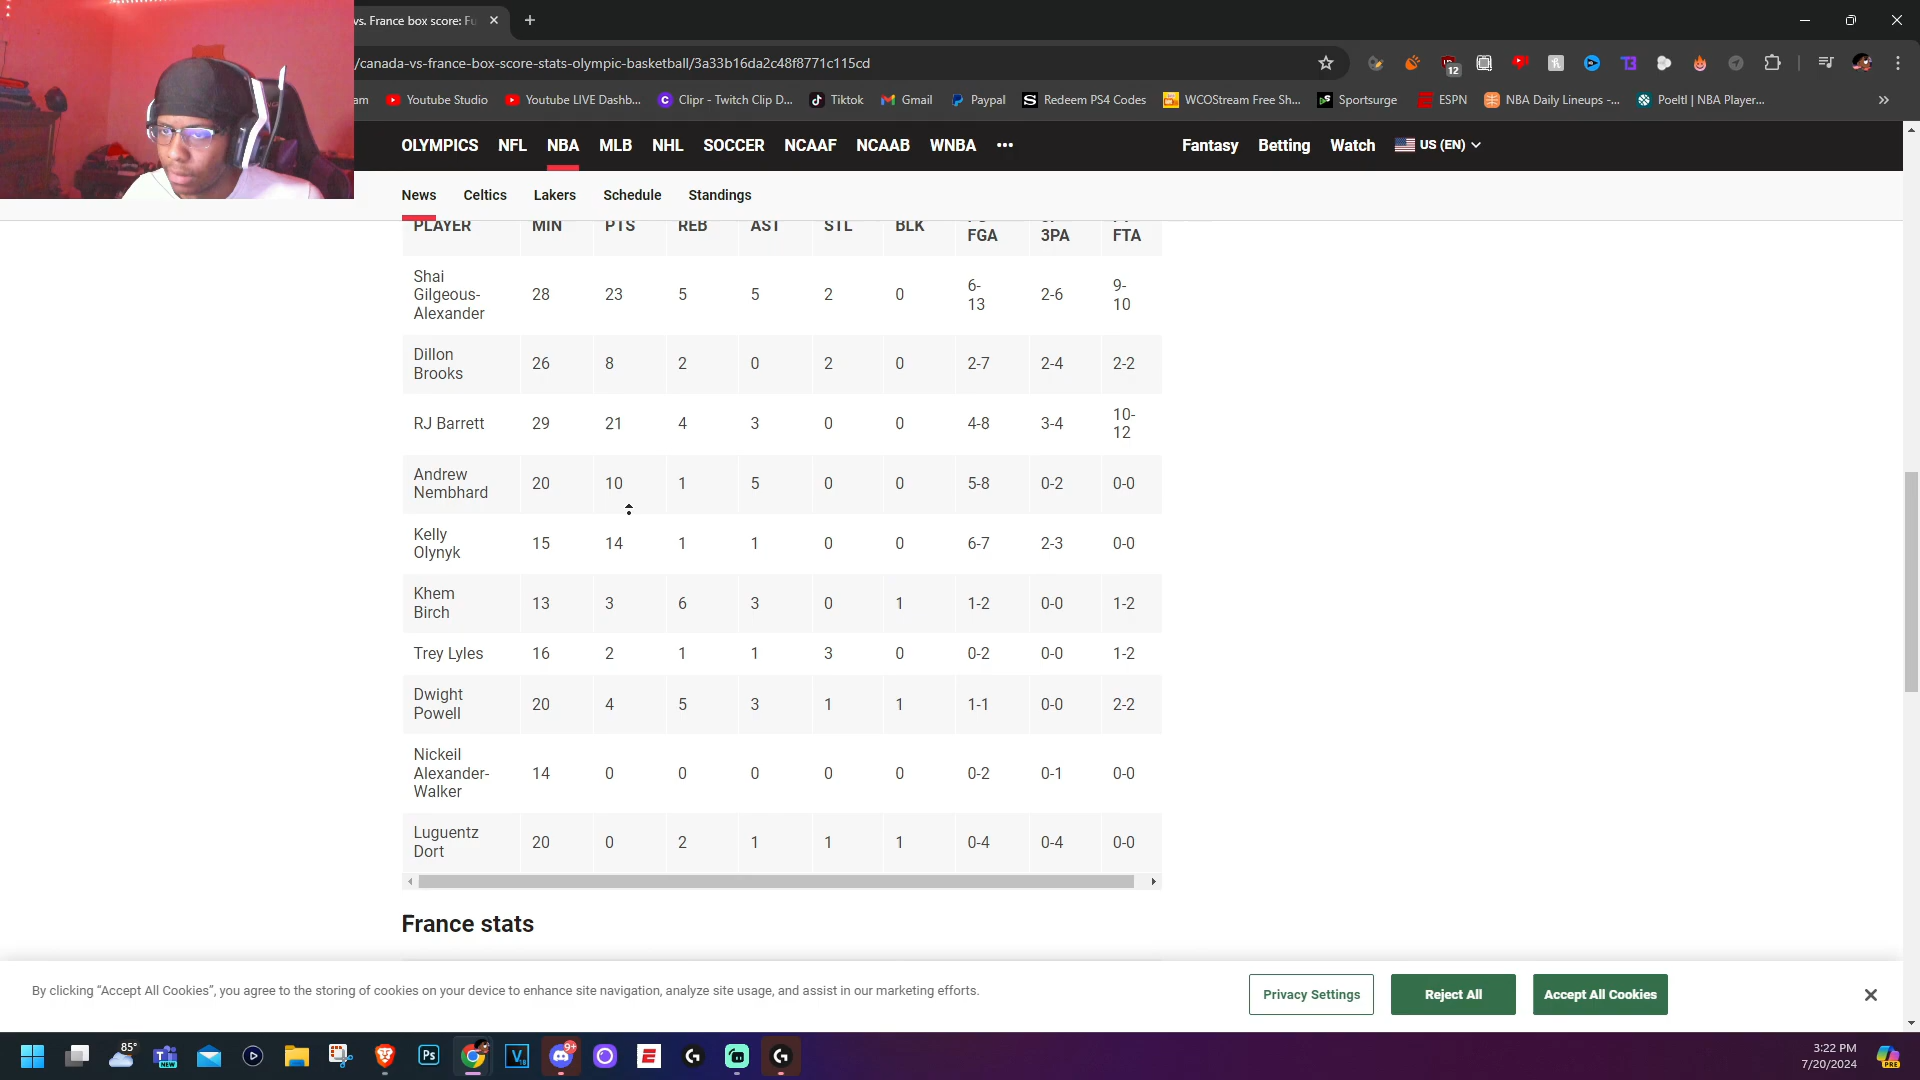 vs. France box score: Fu
/canada-vs-france-box-score-stats-olympic-basketball/3a33b16da2c48f8771c115cd
12
am Youtube Studio Youtube LIVE Dashb... Clipr - Twitch Clip D... Tiktok Gmail Paypal Redeem PS4 Codes WCOStream Free Sh... Sportsurge ESPN NBA Daily Lineups -... Poeltl | NBA Player... »
OLYMPICS NFL NBA MLB NHL SOCCER NCAAF NCAAB WNBA ••• Fantasy Betting Watch US (EN)
News Celtics Lakers Schedule Standings
PLAYER MIN PTS REB AST STL BLK FGA 3PA FTA
Shai Gilgeous-Alexander 28 23 5 5 2 0 6-13 2-6 9-10
Dillon Brooks 26 8 2 0 2 0 2-7 2-4 2-2
RJ Barrett 29 21 4 3 0 0 4-8 3-4 10-12
Andrew Nembhard 20 10 1 5 0 0 5-8 0-2 0-0
Kelly Olynyk 15 14 1 1 0 0 6-7 2-3 0-0
Khem Birch 13 3 6 3 0 1 1-2 0-0 1-2
Trey Lyles 16 2 1 1 3 0 0-2 0-0 1-2
Dwight Powell 20 4 5 3 1 1 1-1 0-0 2-2
Nickeil Alexander-Walker 14 0 0 0 0 0 0-2 0-1 0-0
Luguentz Dort 20 0 2 1 1 1 0-4 0-4 0-0
France stats
By clicking “Accept All Cookies”, you agree to the storing of cookies on your device to enhance site navigation, analyze site usage, and assist in our marketing efforts.
Privacy Settings Reject All Accept All Cookies
85° NEW Ps 9+ 3:22 PM
7/20/2024 PRE